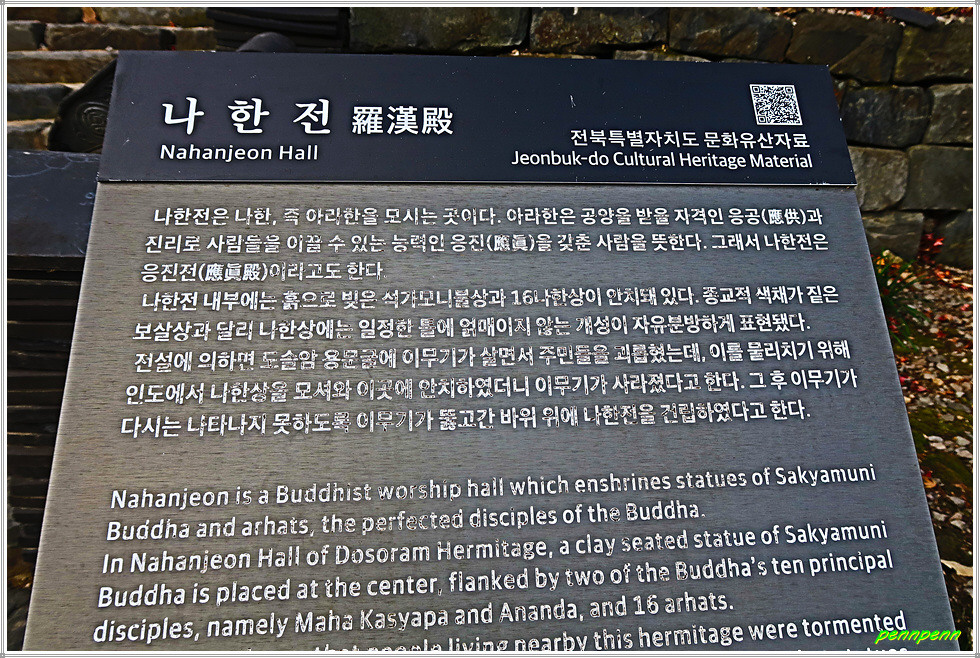 나한전 羅漢殿
Nahanjeon Hall
전북특별자치도 문화유산자료
Jeonbuk-do Cultural Heritage Material
나한전은 나한, 즉 아라한을 모시는 곳이다. 아라한은 공양을 받을 자격인 응공(應供)과
진리로 사람들을 이끌 수 있는 능력인 응진(應眞)을 갖춘 사람을 뜻한다. 그래서 나한전은
응진전(應眞殿)이라고도 한다.
나한전 내부에는 흙으로 빚은 석가모니불상과 16나한상이 안치돼 있다. 종교적 색채가 짙은
보살상과 달리 나한상에는 일정한 틀에 얽매이지 않는 개성이 자유분방하게 표현됐다.
전설에 의하면 도솔암 용문굴에 이무기가 살면서 주민들을 괴롭혔는데, 이를 물리치기 위해
인도에서 나한상을 모셔와 이곳에 안치하였더니 이무기가 사라졌다고 한다. 그 후 이무기가
다시는 나타나지 못하도록 이무기가 뚫고간 바위 위에 나한전을 건립하였다고 한다.
Nahanjeon is a Buddhist worship hall which enshrines statues of Sakyamuni
Buddha and arhats, the perfected disciples of the Buddha.
In Nahanjeon Hall of Dosoram Hermitage, a clay seated statue of Sakyamuni
Buddha is placed at the center, flanked by two of the Buddha's ten principal
disciples, namely Maha Kasyapa and Ananda, and 16 arhats.
that people living nearby this hermitage were tormented
pennpenn